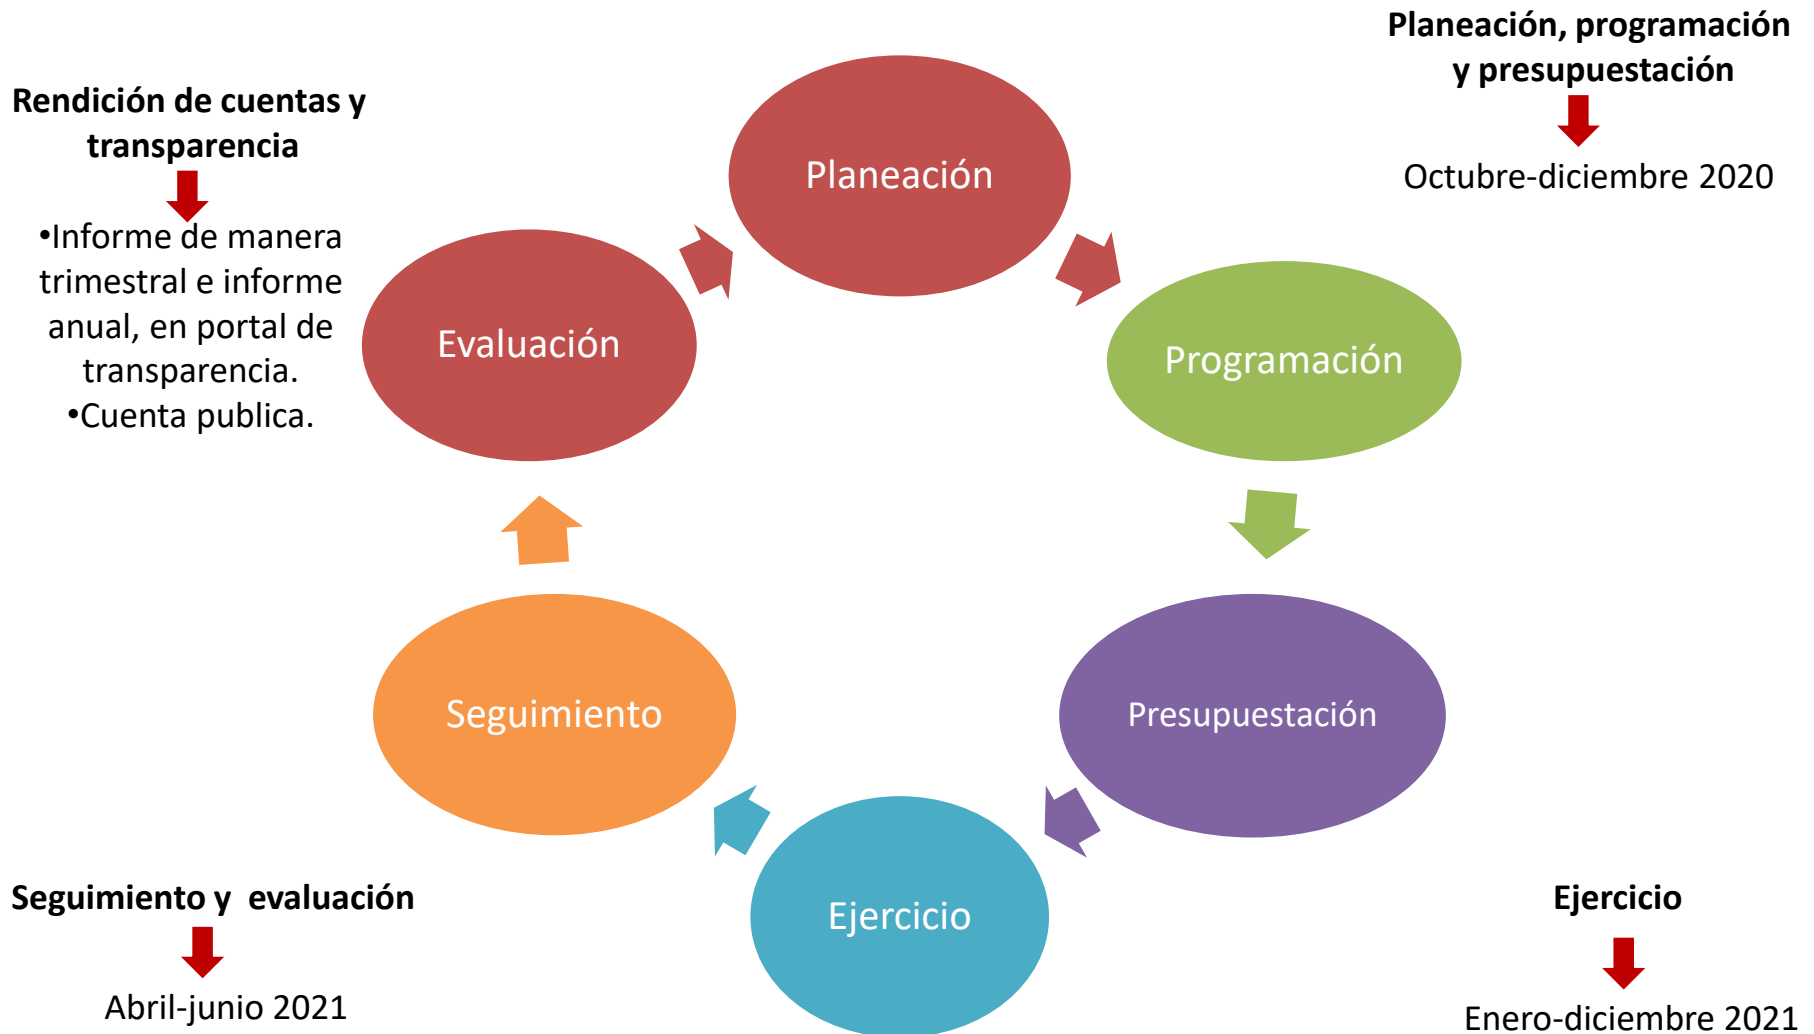 Planeación, programación
y presupuestación
Octubre-diciembre 2020
Rendición de cuentas y
transparencia
•Informe de manera
trimestral e informe
anual, en portal de
transparencia.
•Cuenta publica.
Planeación
Evaluación
Programación
Seguimiento
Presupuestación
Ejercicio
Seguimiento y  evaluación
Abril-junio 2021
Ejercicio
Enero-diciembre 2021